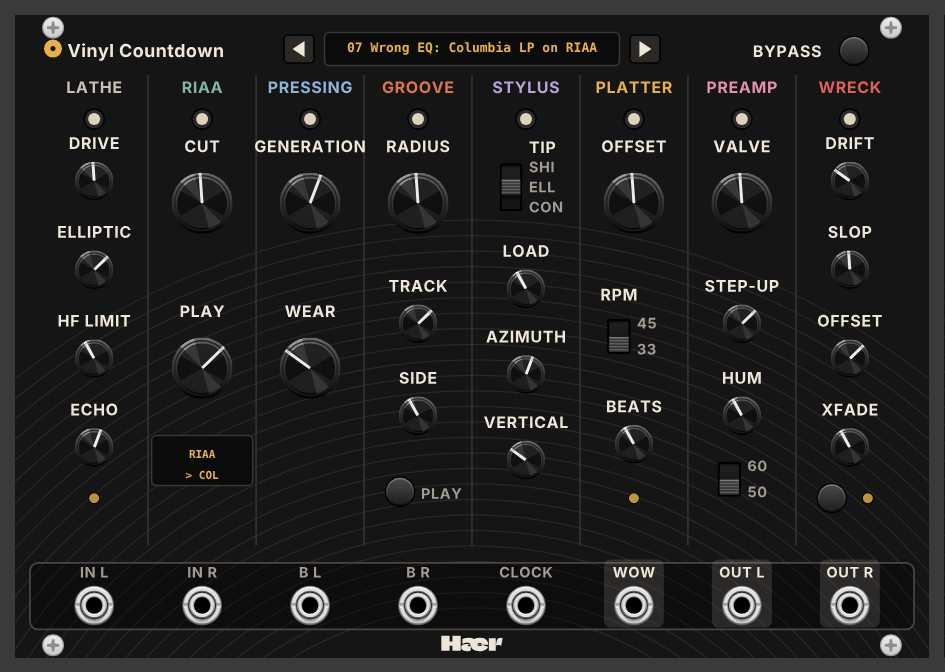 Vinyl Countdown
07 Wrong EQ: Columbia LP on RIAA
BYPASS
LATHE RIAA PRESSING GROOVE STYLUS PLATTER PREAMP WRECK
DRIVE CUT GENERATION RADIUS TIP OFFSET VALVE DRIFT
SHI
ELL
CON
ELLIPTIC LOAD SLOP
TRACK RPM STEP-UP
45
33
HF LIMIT PLAY WEAR AZIMUTH OFFSET
SIDE HUM
ECHO VERTICAL BEATS XFADE
RIAA
> COL
PLAY
60
50
IN L IN R B L B R CLOCK WOW OUT L OUT R
Hær